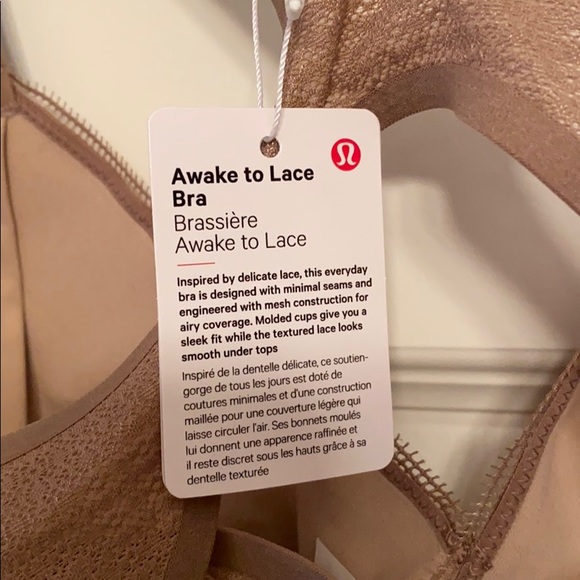 Awake to Lace
Bra
Brassière
Awake to Lace
Inspired by delicate lace, this everyday
bra is designed with minimal seams and
engineered with mesh construction for
airy coverage. Molded cups give you a
sleek fit while the textured lace looks
smooth under tops
Inspiré de la dentelle délicate, ce soutien-
gorge de tous les jours est doté de
coutures minimales et d'une construction
maillée pour une couverture légère qui
laisse circuler l'air. Ses bonnets moulés
lui donnent une apparence raffinée et
il reste discret sous les hauts grâce à sa
dentelle texturée